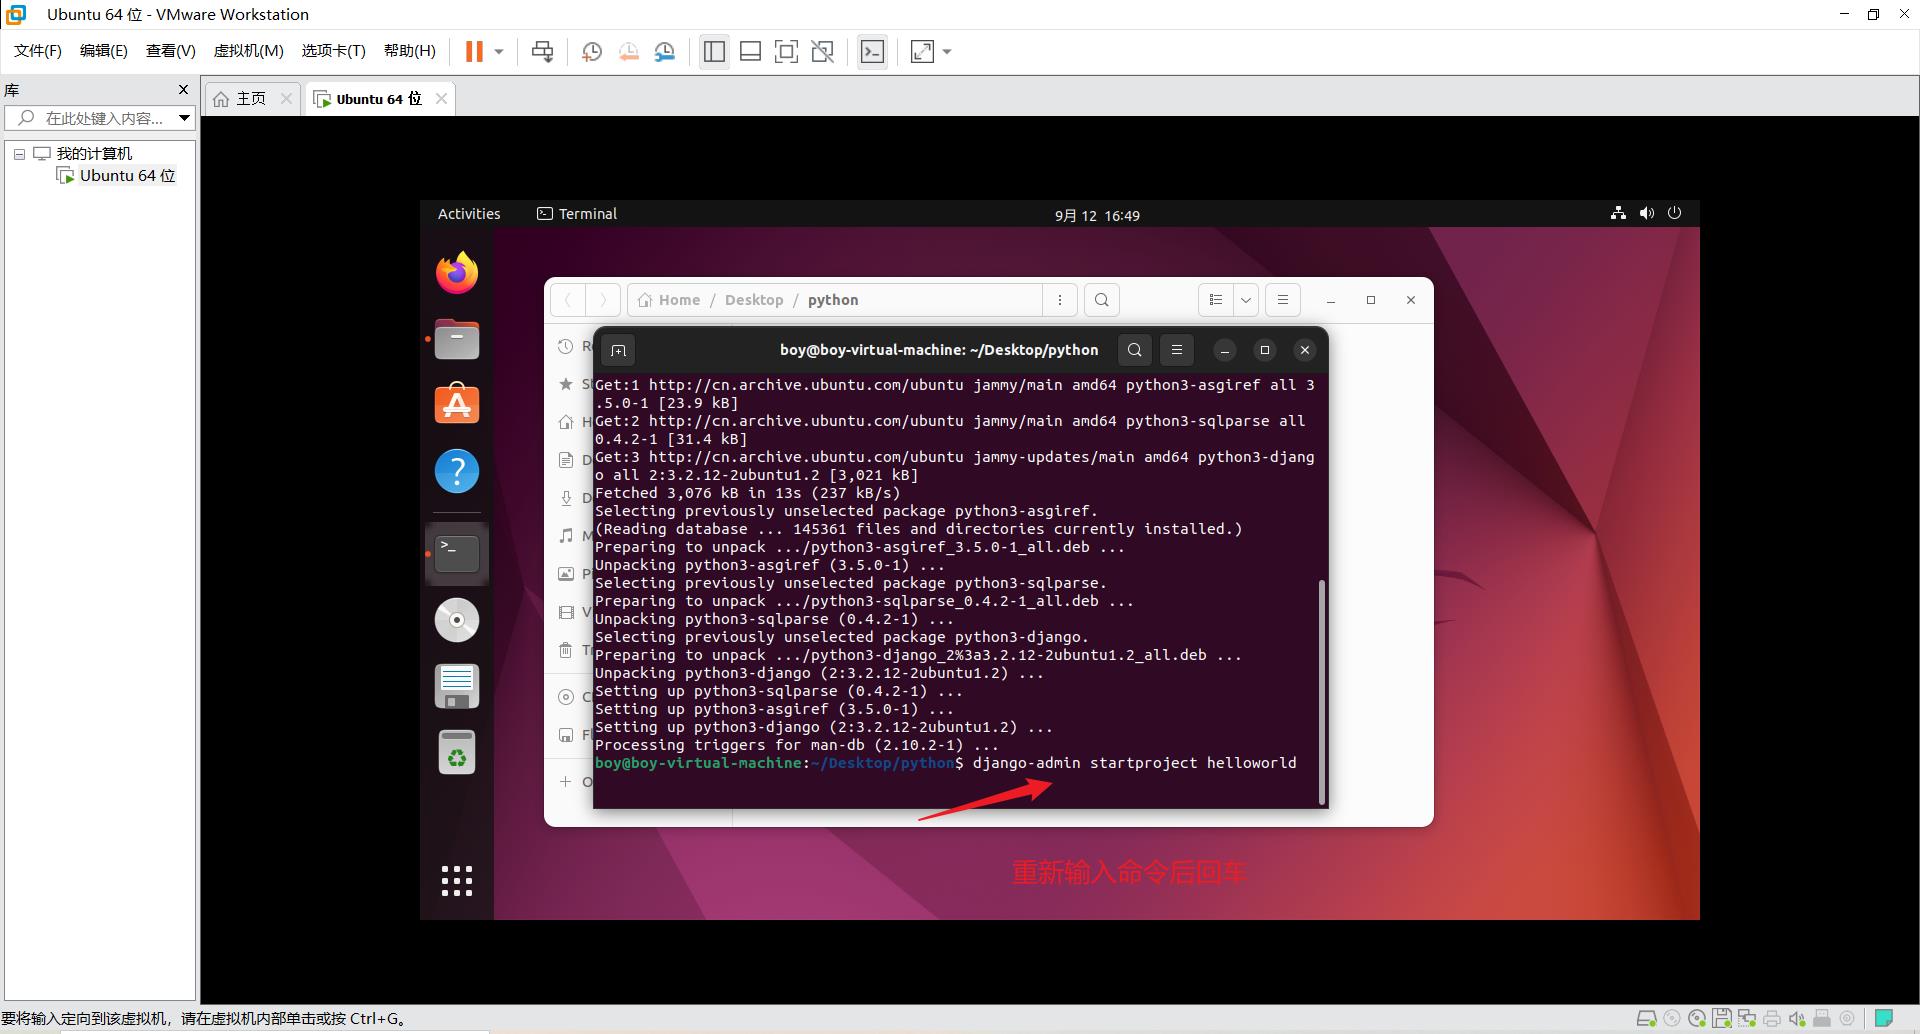 Ubuntu 64 位 - VMware Workstation
文件(F) 编辑(E) 查看(V) 虚拟机(M) 选项卡(T) 帮助(H)
库
在此处键入内容...
我的计算机
Ubuntu 64 位
主页
Ubuntu 64 位
Activities
Terminal
9月 12 16:49
Home / Desktop / python
boy@boy-virtual-machine: ~/Desktop/python
Get:1 http://cn.archive.ubuntu.com/ubuntu jammy/main amd64 python3-asgiref all 3
.5.0-1 [23.9 kB]
Get:2 http://cn.archive.ubuntu.com/ubuntu jammy/main amd64 python3-sqlparse all
0.4.2-1 [31.4 kB]
Get:3 http://cn.archive.ubuntu.com/ubuntu jammy-updates/main amd64 python3-djang
o all 2:3.2.12-2ubuntu1.2 [3,021 kB]
Fetched 3,076 kB in 13s (237 kB/s)
Selecting previously unselected package python3-asgiref.
(Reading database ... 145361 files and directories currently installed.)
Preparing to unpack .../python3-asgiref_3.5.0-1_all.deb ...
Unpacking python3-asgiref (3.5.0-1) ...
Selecting previously unselected package python3-sqlparse.
Preparing to unpack .../python3-sqlparse_0.4.2-1_all.deb ...
Unpacking python3-sqlparse (0.4.2-1) ...
Selecting previously unselected package python3-django.
Preparing to unpack .../python3-django_2%3a3.2.12-2ubuntu1.2_all.deb ...
Unpacking python3-django (2:3.2.12-2ubuntu1.2) ...
Setting up python3-sqlparse (0.4.2-1) ...
Setting up python3-asgiref (3.5.0-1) ...
Setting up python3-django (2:3.2.12-2ubuntu1.2) ...
Processing triggers for man-db (2.10.2-1) ...
boy@boy-virtual-machine:~/Desktop/python$ django-admin startproject helloworld
重新输入命令后回车
要将输入定向到该虚拟机，请在虚拟机内部单击或按 Ctrl+G。